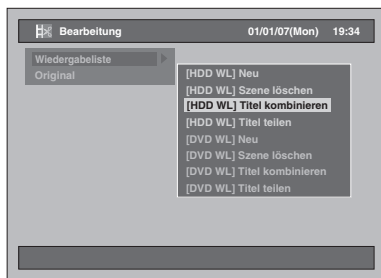 Bearbeitung 01/01/07(Mon) 19:34
Wiedergabeliste
Original
[HDD WL] Neu
[HDD WL] Szene löschen
[HDD WL] Titel kombinieren
[HDD WL] Titel teilen
[DVD WL] Neu
[DVD WL] Szene löschen
[DVD WL] Titel kombinieren
[DVD WL] Titel teilen